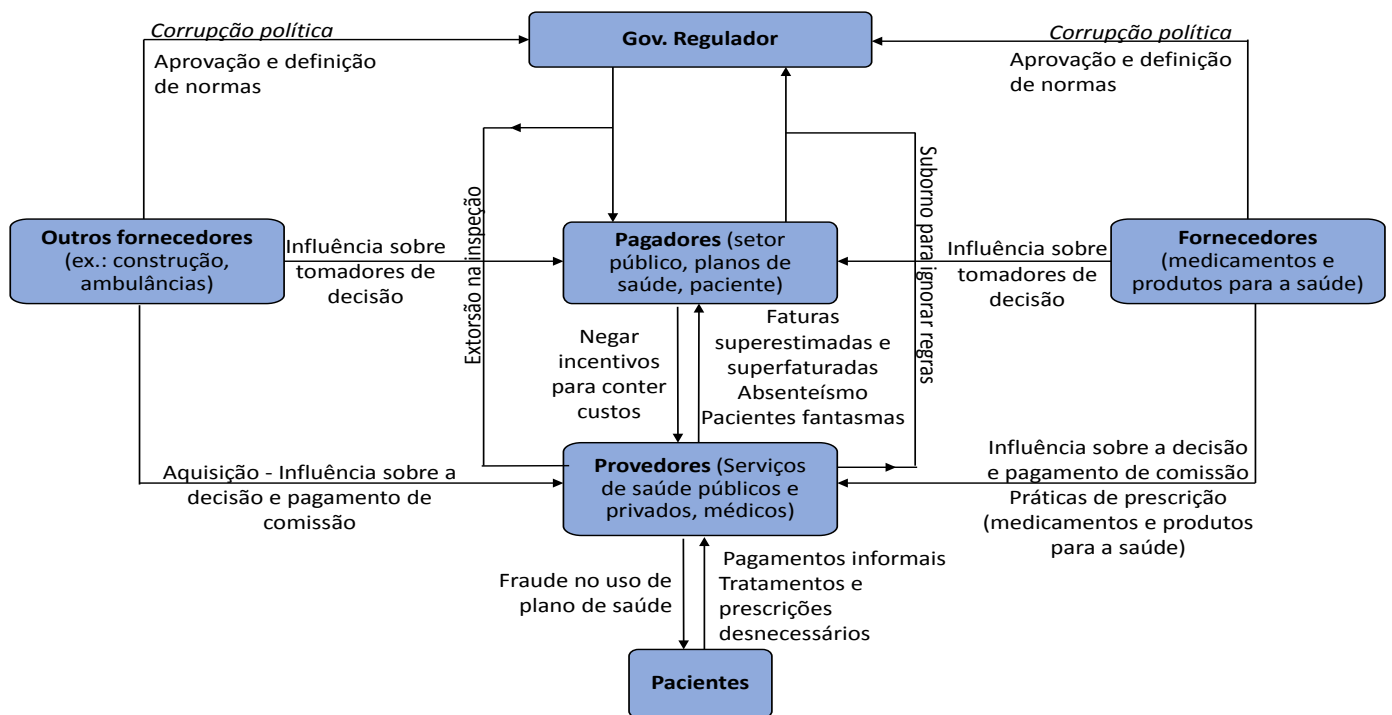 Corrupção política
Aprovação e definição
de normas
Gov. Regulador
Corrupção política
Aprovação e definição
de normas
Extorsão na inspeção
Suborno para ignorar regras
Outros fornecedores
(ex.: construção,
ambulâncias)
Influência sobre
tomadores de
decisão
Pagadores (setor
público, planos de
saúde, paciente)
Influência sobre
tomadores de
decisão
Fornecedores
(medicamentos e
produtos para a saúde)
Negar
incentivos
para conter
custos
Faturas
superestimadas e
superfaturadas
Absenteísmo
Pacientes fantasmas
Aquisição - Influência sobre a
decisão e pagamento de
comissão
Provedores (Serviços
de saúde públicos e
privados, médicos)
Influência sobre a decisão
e pagamento de comissão
Práticas de prescrição
(medicamentos e produtos
para a saúde)
Fraude no uso de
plano de saúde
Pagamentos informais
Tratamentos e
prescrições
desnecessários
Pacientes